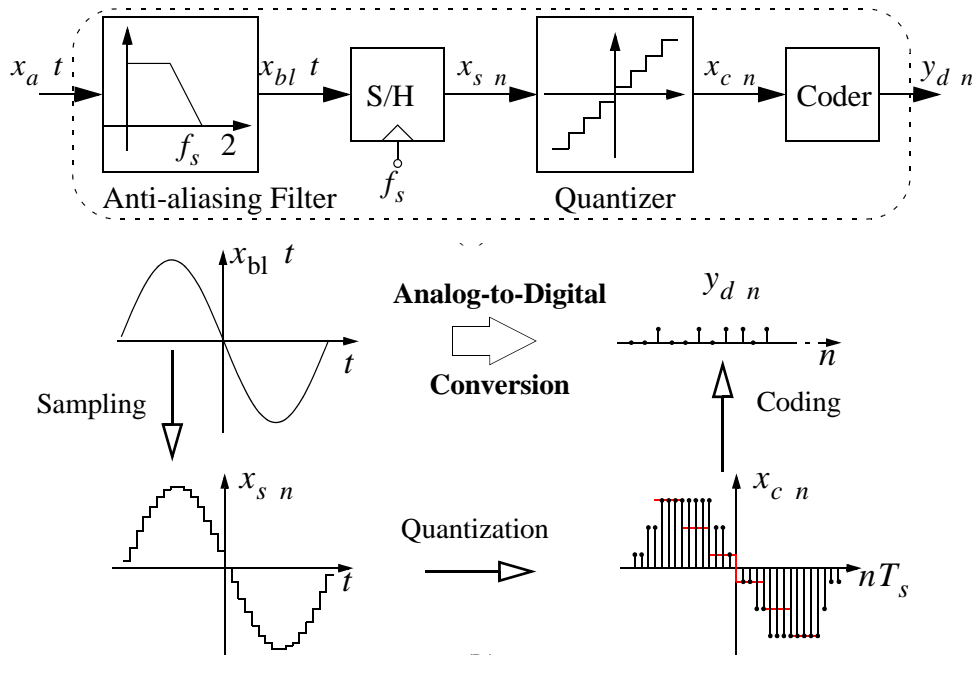 x_a t
x_bl t
x_s n
x_c n
y_d n
S/H
Coder
f_s 2
f_s
Anti-aliasing Filter
Quantizer
x_bl t
Analog-to-Digital
y_d n
t
n
Conversion
Sampling
Coding
x_s n
x_c n
Quantization
t
nT_s